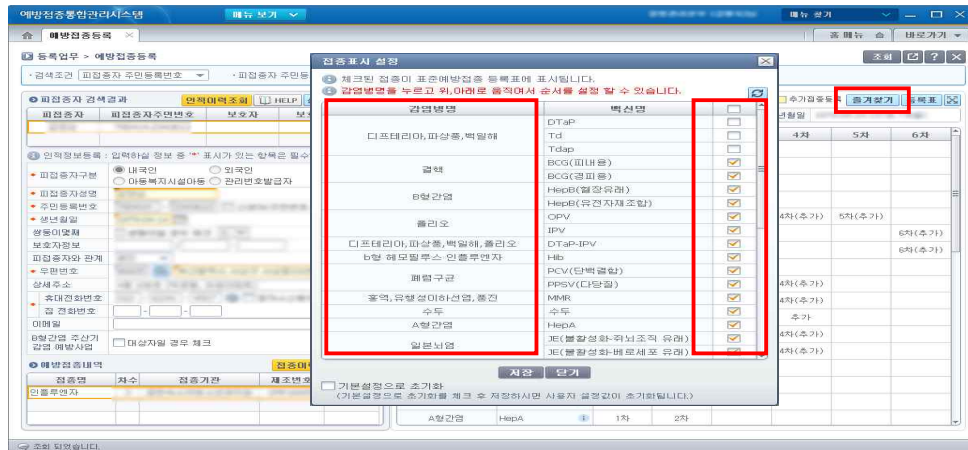 예방접종통합관리시스템
메뉴 보기
메뉴 찾기
예방접종등록
홈 메뉴
바로가기
등록업무 > 예방접종등록
조회
검색조건 피접종자 주민등록번호
피접종자 주민등
피접종자 검색결과
인적이력조회
HELP
추가접종등록
즐겨찾기
등록표
피접종자 피접종자주민번호 보호자
4차 5차 6차
인적정보등록 : 입력하실 정보 중 '*' 표시가 있는 항목은 필수
피접종자구분
내국인 외국인
아동복지시설아동 관리번호발급자
피접종자성명
주민등록번호
생년월일
쌍둥이몇째
보호자정보
피접종자와 관계
우편번호
상세주소
휴대전화번호
집 전화번호
이메일
B형간염 주산기
감염 예방사업
대상자일 경우 체크
예방접종내역
접종명 차수 접종기관 제조번호
인플루엔자
접종표시 설정
체크된 접종이 표준예방접종 등록표에 표시됩니다.
감염병명을 누르고 위,아래로 움직여서 순서를 설정 할 수 있습니다.
감염병명 백신명
디프테리아,파상풍,백일해
DTaP
Td
Tdap
결핵
BCG(피내용)
BCG(경피용)
B형간염
HepB(혈장유래)
HepB(유전자재조합)
폴리오
OPV
IPV
디프테리아,파상풍,백일해,폴리오 DTaP-IPV
b형 헤모필루스 인플루엔자 Hib
폐렴구균
PCV(단백결합)
PPSV(다당질)
홍역,유행성이하선염,풍진 MMR
수두 수두
A형간염 HepA
일본뇌염
JE(불활성화-쥐뇌조직 유래)
JE(불활성화-베로세포 유래)
저장 닫기
기본설정으로 초기화
(기본설정으로 초기화를 체크 후 저장하시면 사용자 설정값이 초기화됩니다.)
4차(추가) 5차(추가)
6차(추가)
6차(추가)
4차(추가)
4차(추가)
추가
4차(추가)
4차(추가)
A형간염 HepA 1차 2차
조회 되었습니다.